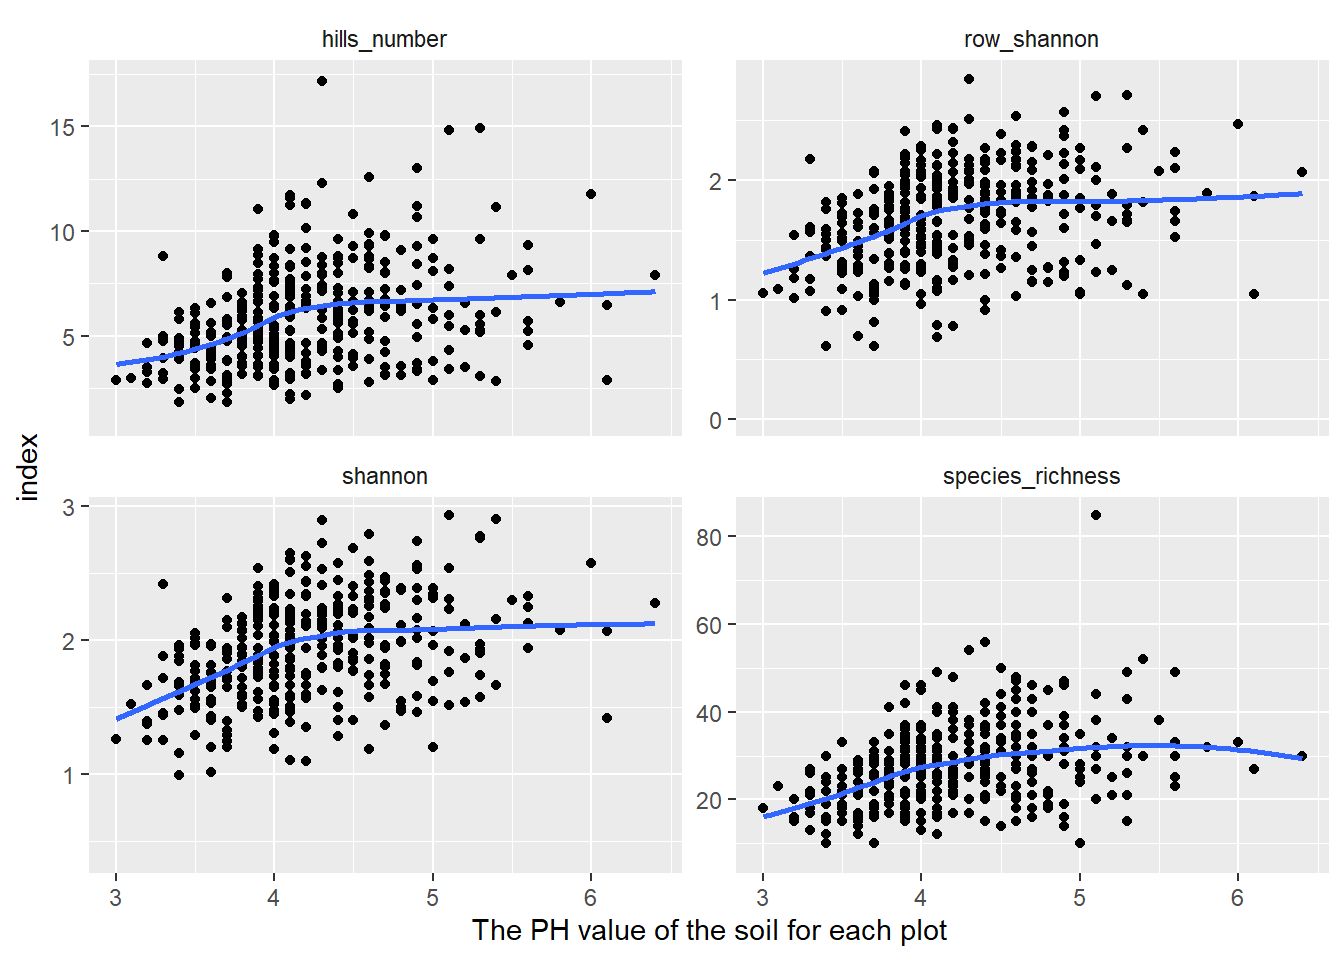 hills_number
row_shannon
15
10
5
2
1
0
index
shannon
species_richness
3
2
1
80
60
40
20
3 4 5 6
3 4 5 6
The PH value of the soil for each plot